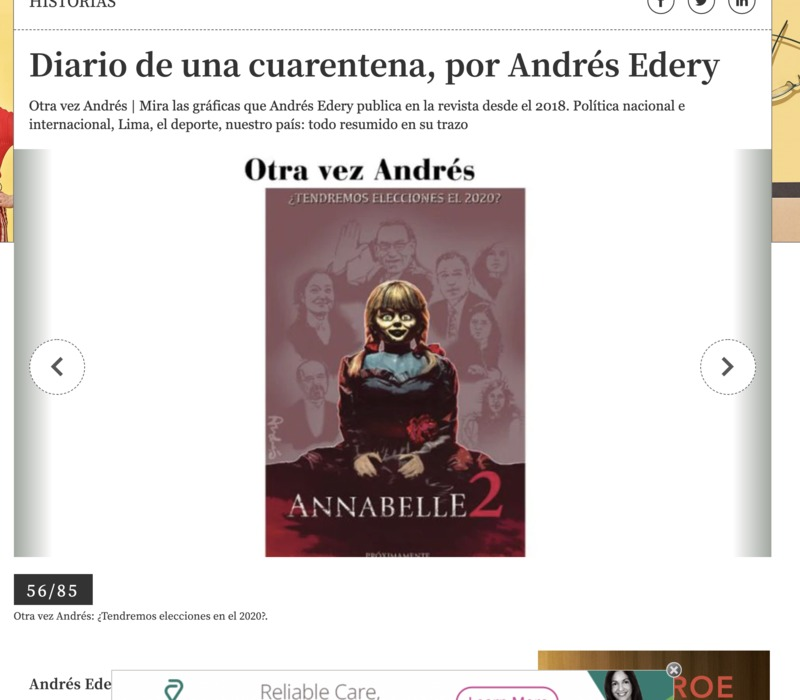 HISTORIAS
Diario de una cuarentena, por Andrés Edery
Otra vez Andrés | Mira las gráficas que Andrés Edery publica en la revista desde el 2018. Política nacional e
internacional, Lima, el deporte, nuestro país: todo resumido en su trazo
Otra vez Andrés
¿TENDREMOS ELECCIONES EL 2020?
Andrés
ANNABELLE 2
PRÓXIMAMENTE
56/85
Otra vez Andrés: ¿Tendremos elecciones en el 2020?.
Andrés Ede
Reliable Care,
Learn More
ROE